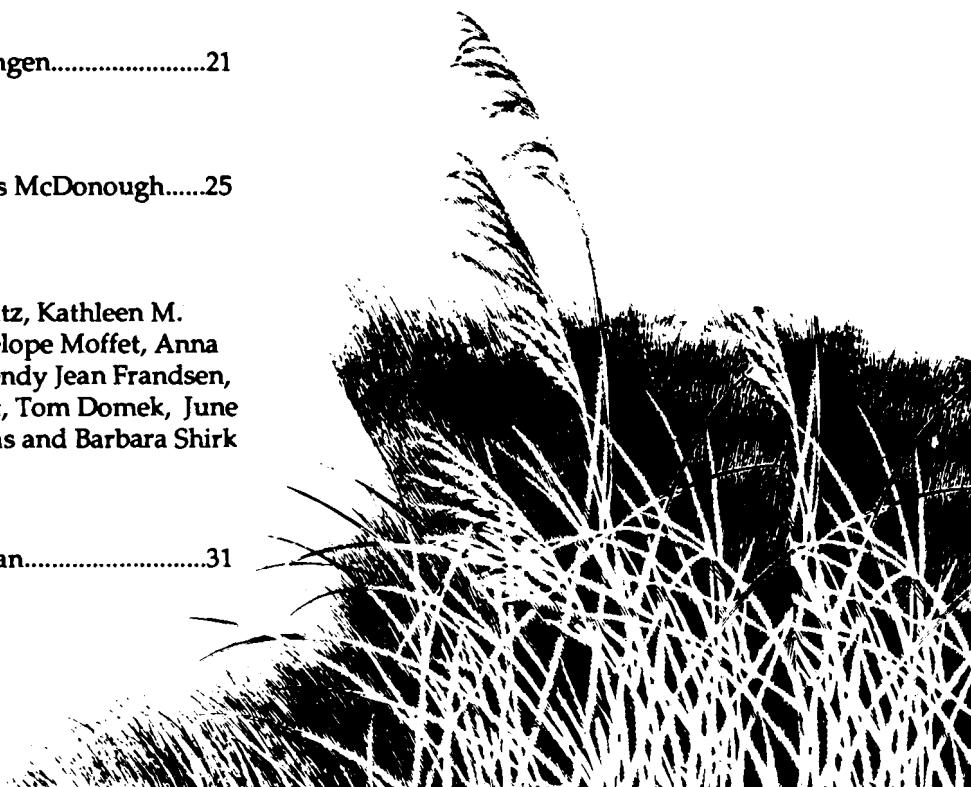 ngen.......................21
s McDonough......25
tz, Kathleen M.
lope Moffet, Anna
ndy Jean Frandsen,
, Tom Domek, June
ns and Barbara Shirk
an...........................31